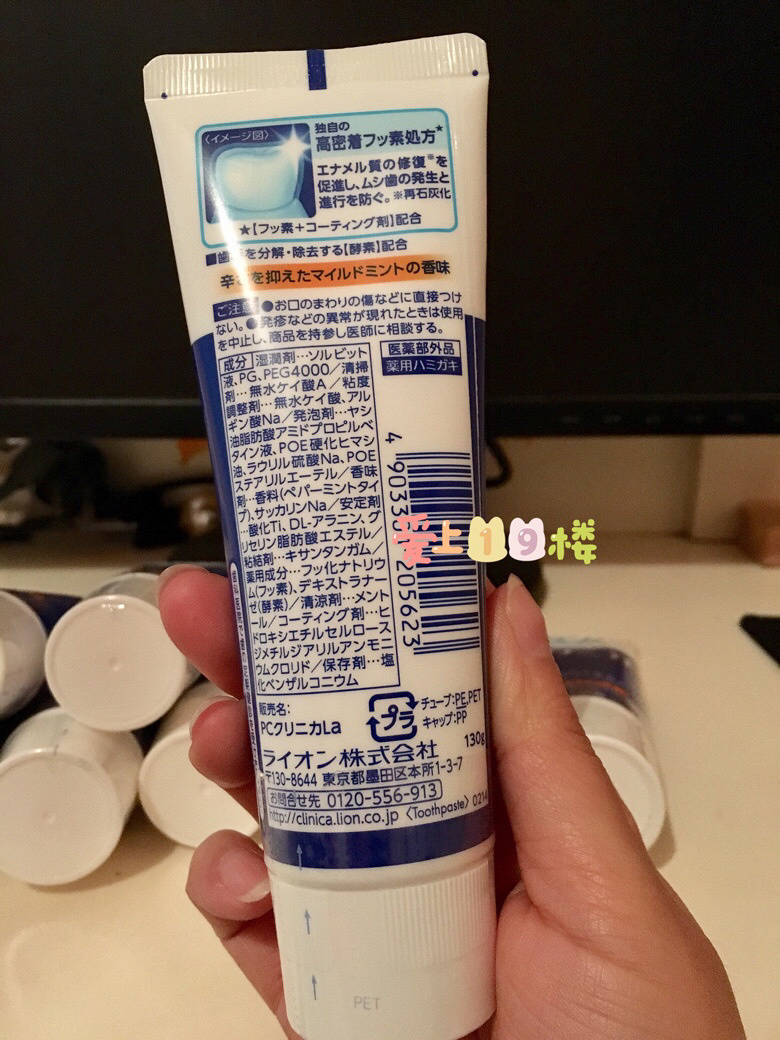 〈イメージ図〉
独自の
高密着フッ素処方★
エナメル質の修復※を
促進し、ムシ歯の発生と
進行を防ぐ。※再石灰化
★【フッ素+コーティング剤】配合
を分解・除去する【酵素】配合
を抑えたマイルドミントの香味
ご注意 ●お口のまわりの傷などに直接つけ
ない。●発疹などの異常が現れたときは使用
を中止し、商品を持参し医師に相談する。
成分 湿潤剤…ソルビット
液、PG、PEG4000/清掃
剤…無水ケイ酸A/粘度
調整剤…無水ケイ酸、アル
ギン酸Na/発泡剤…ヤシ
油脂肪酸アミドプロピルベ
タイン液、POE硬化ヒマシ
油、ラウリル硫酸Na、POE
ステアリルエーテル/香味
剤…香料(ペパーミントタイ
プ)、サッカリンNa/安定剤
…酸化Ti、DL-アラニン、グ
リセリン脂肪酸エステル/
粘結剤…キサンタンガム/
薬用成分…フッ化ナトリウ
ム(フッ素)、デキストラナー
ゼ(酵素)/清涼剤…メント
ール/コーティング剤…ヒ
ドロキシエチルセルロース
ジメチルジアリルアンモニ
ウムクロリド/保存剤…塩
化ベンザルコニウム
医薬部外品
薬用ハミガキ
4 90330 205623
爱上19楼
販売名:
PCクリニカLa
プラ
チューブ:PE,PET
キャップ:PP
130g
ライオン株式会社
〒130-8644 東京都墨田区本所1-3-7
お問合せ先 0120-556-913
http://clinica.lion.co.jp 〈Toothpaste〉 0214
PET